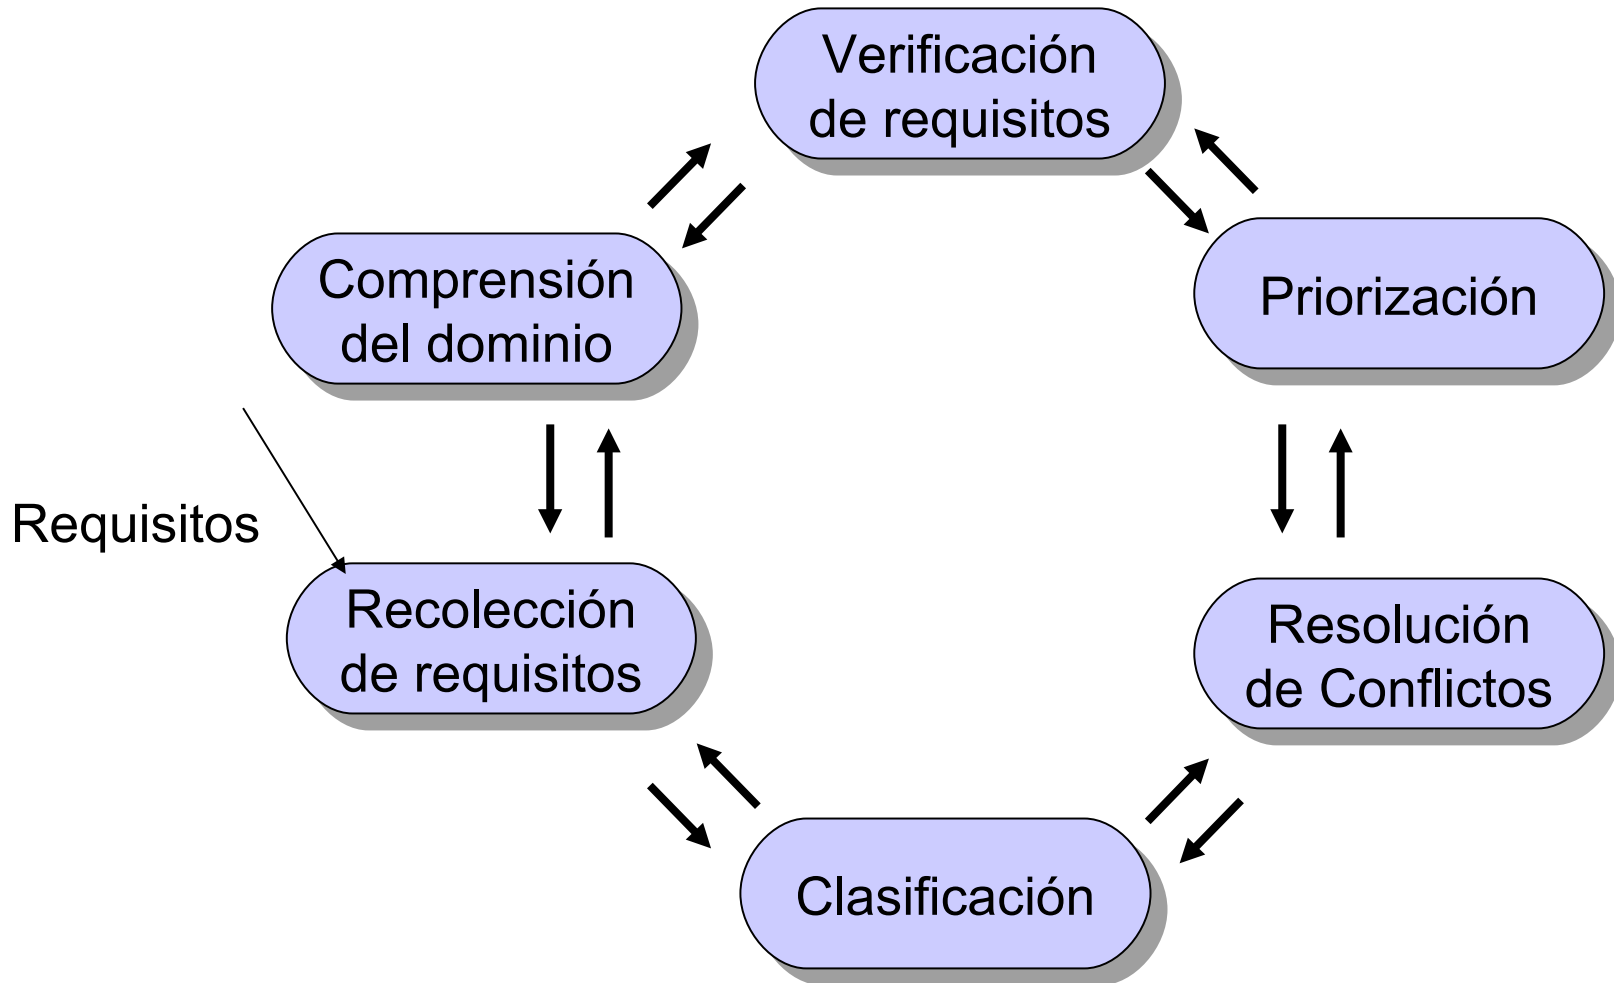 Verificación
de requisitos
Comprensión
del dominio
Priorización
Requisitos
Recolección
de requisitos
Resolución
de Conflictos
Clasificación